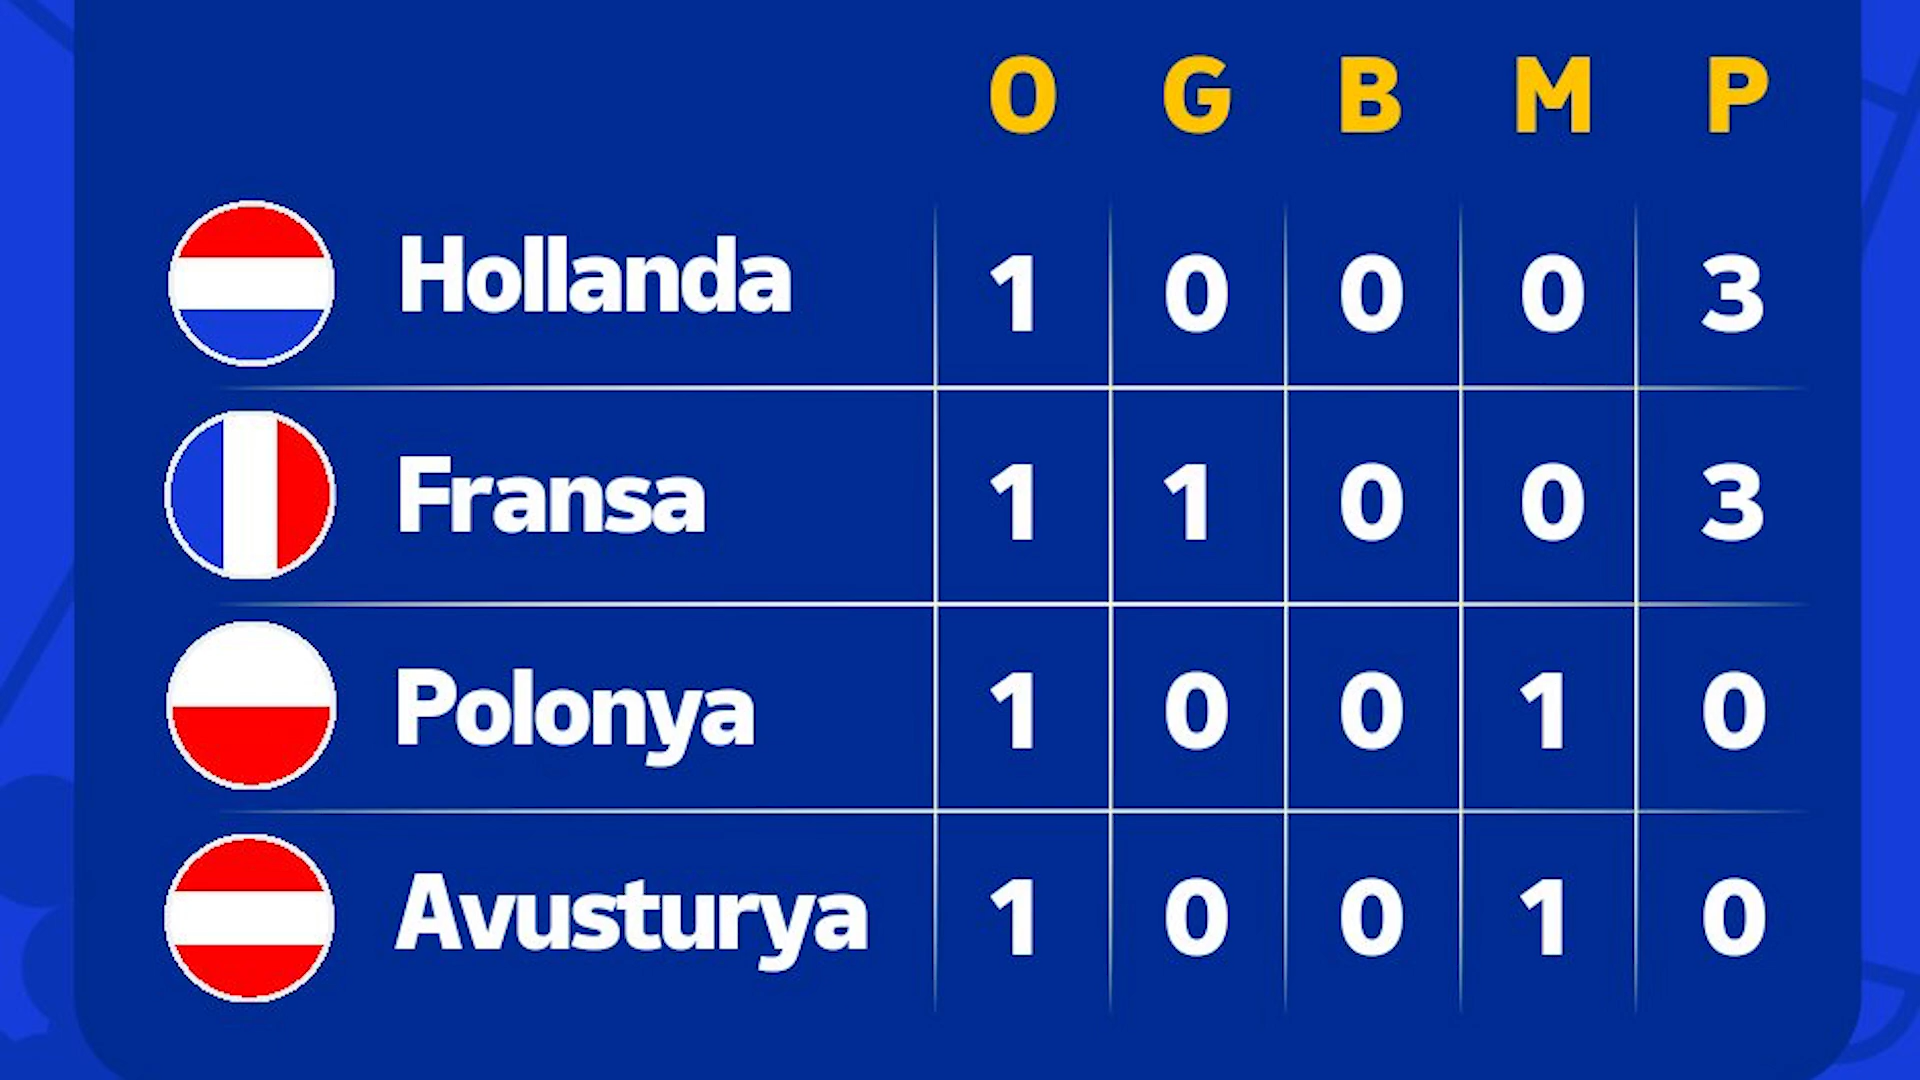 O G B M P
Hollanda 1 0 0 0 3
Fransa 1 1 0 0 3
Polonya 1 0 0 1 0
Avusturya 1 0 0 1 0